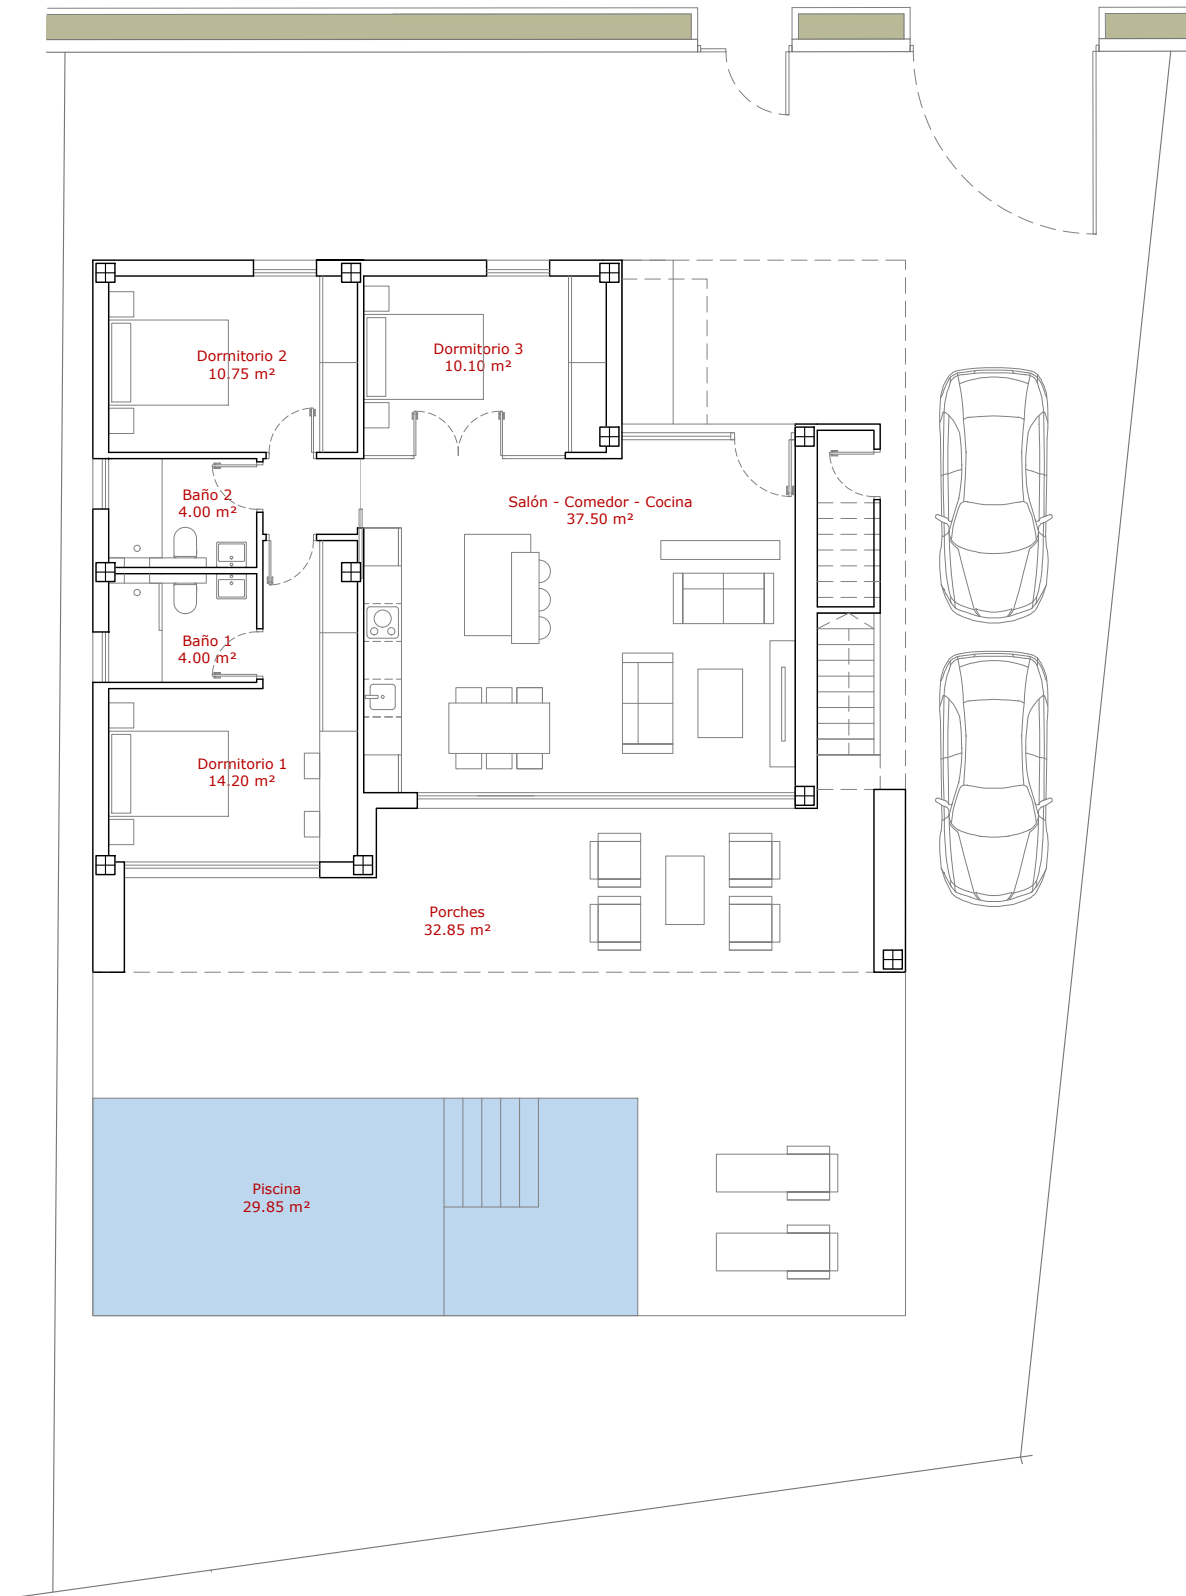 Dormitorio 2
10.75 m²
Dormitorio 3
10.10 m²
Baño 2
4.00 m²
Salón - Comedor - Cocina
37.50 m²
Baño 1
4.00 m²
Dormitorio 1
14.20 m²
Porches
32.85 m²
Piscina
29.85 m²